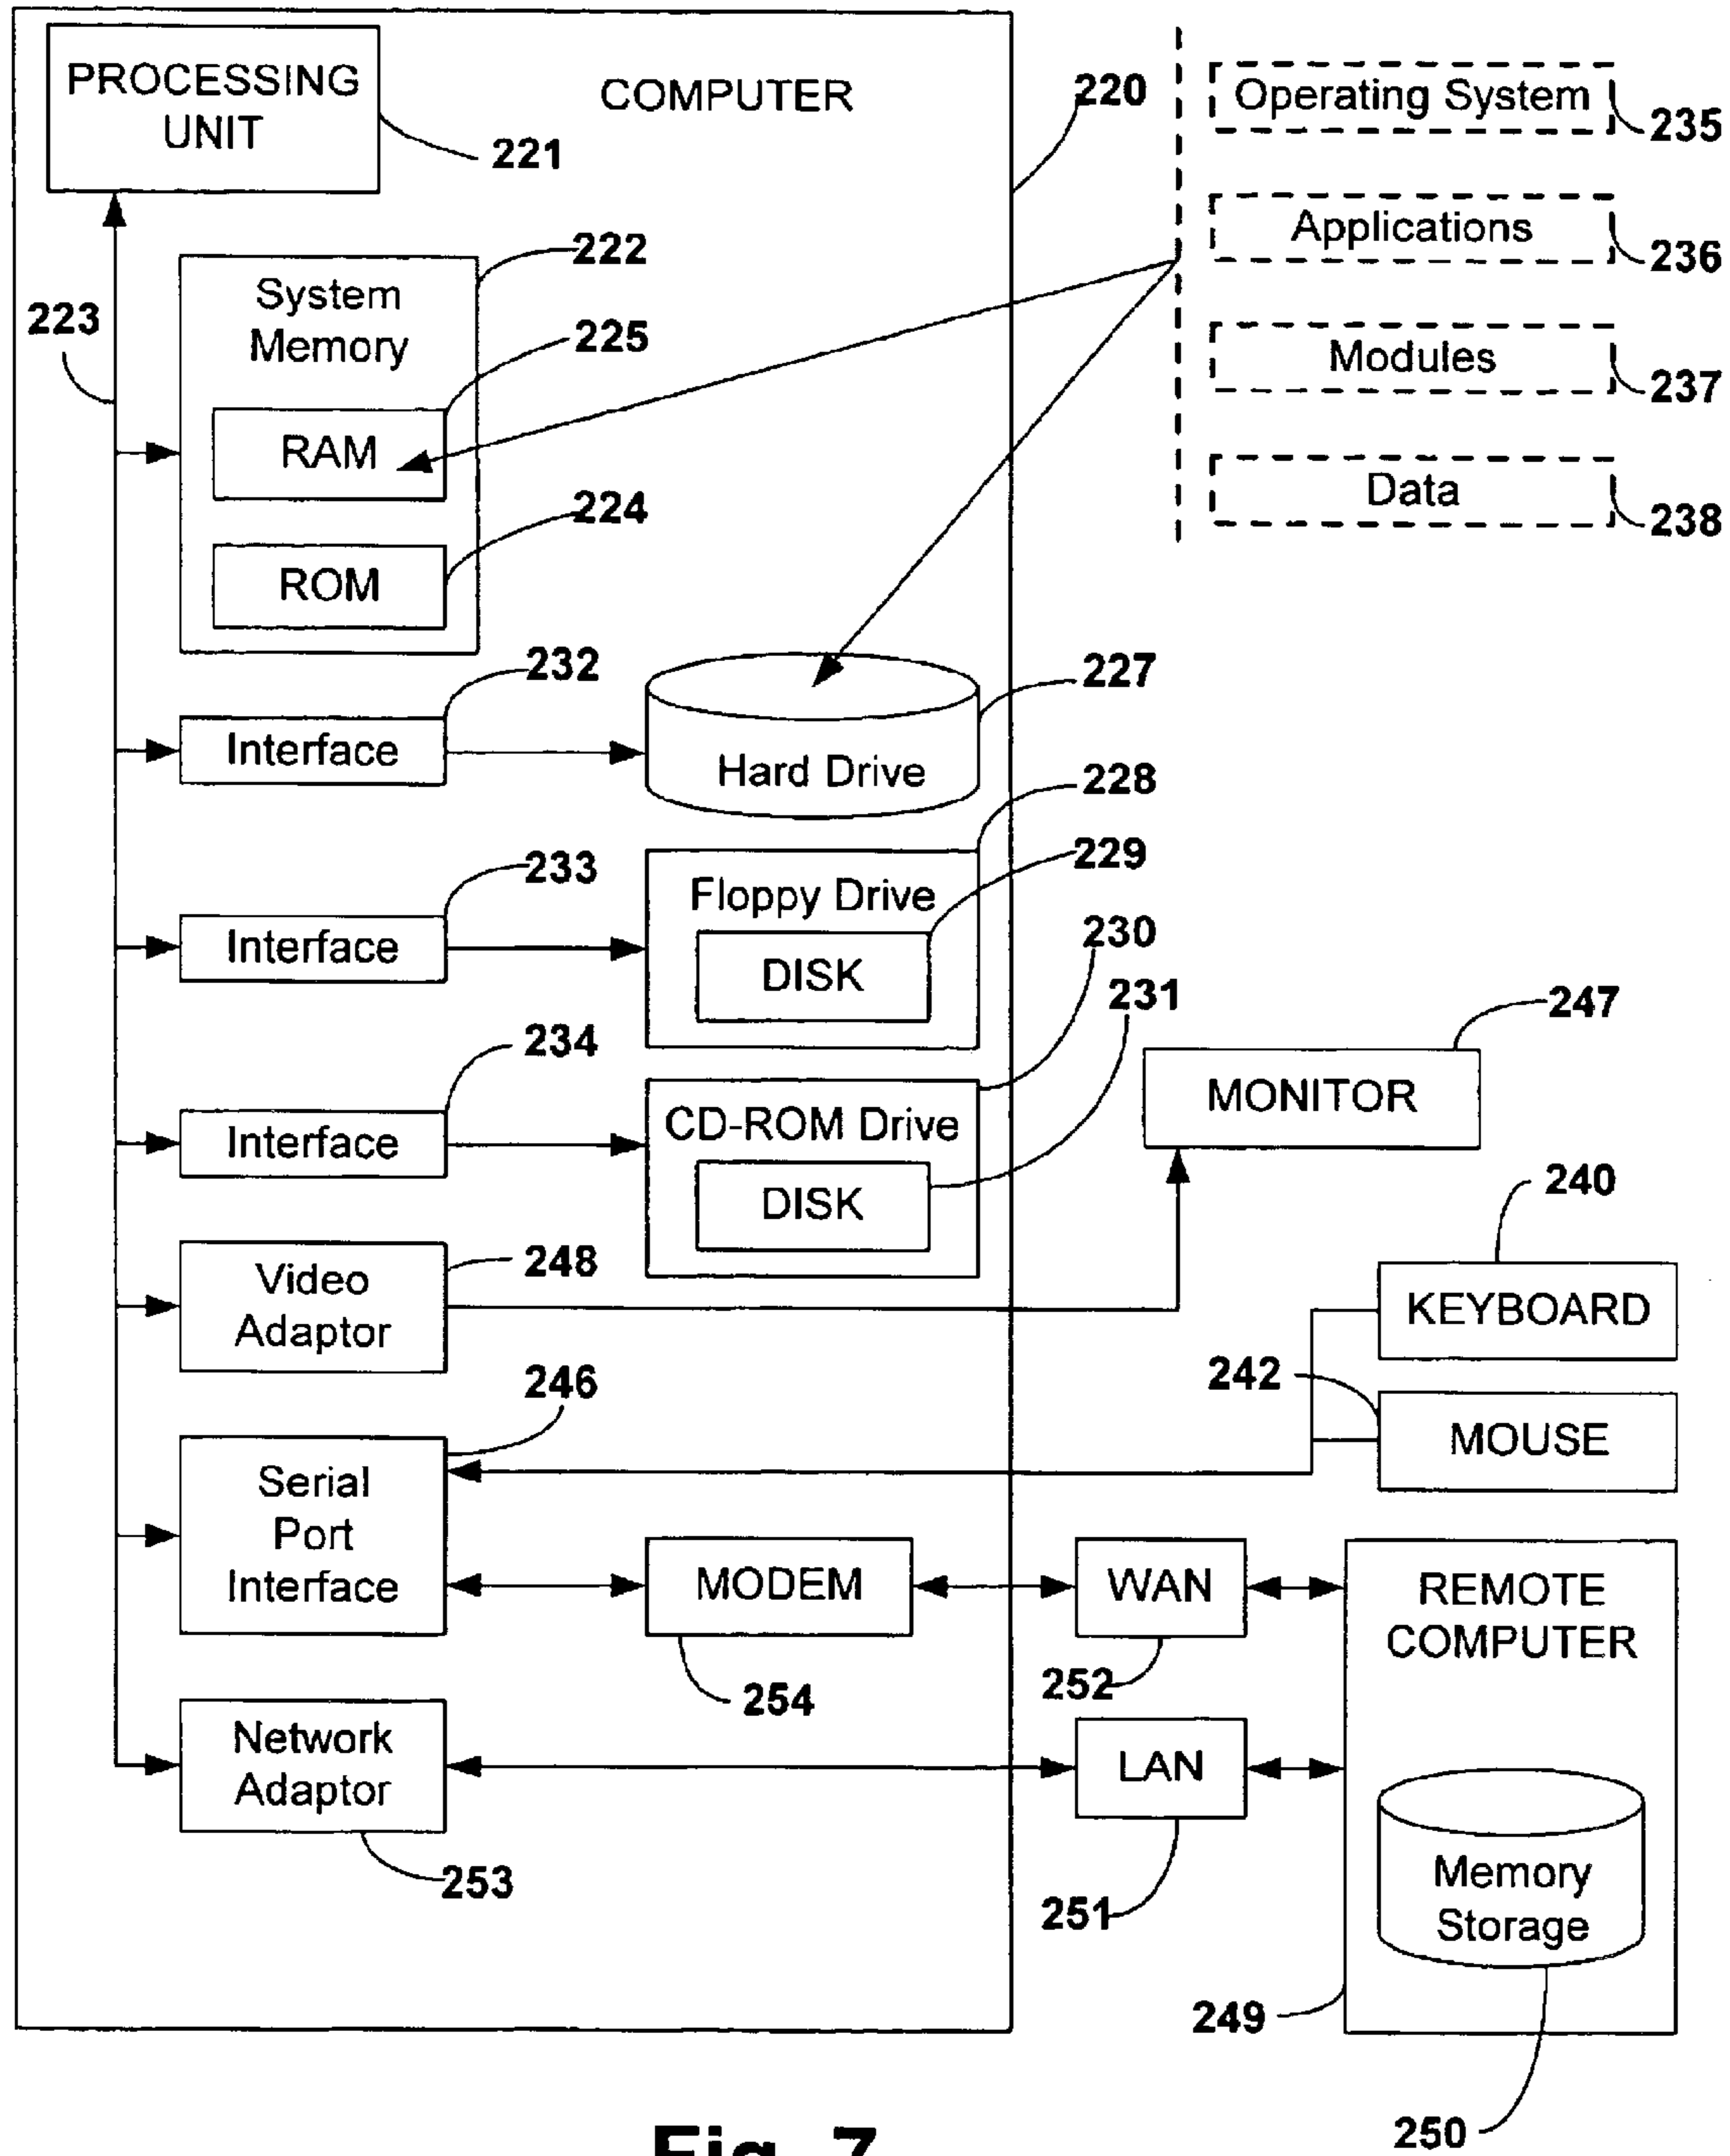 PROCESSING
UNIT
221
COMPUTER
220
Operating System
235
Applications
236
Modules
237
Data
238
223
222
System
Memory
225
RAM
224
ROM
232
Interface
227
Hard Drive
228
233
Interface
229
Floppy Drive
DISK
230
231
234
Interface
CD-ROM Drive
DISK
247
MONITOR
240
KEYBOARD
242
MOUSE
248
Video
Adaptor
246
Serial
Port
Interface
MODEM
254
WAN
252
REMOTE
COMPUTER
Network
Adaptor
253
LAN
251
Memory
Storage
249
250
Fig. 7